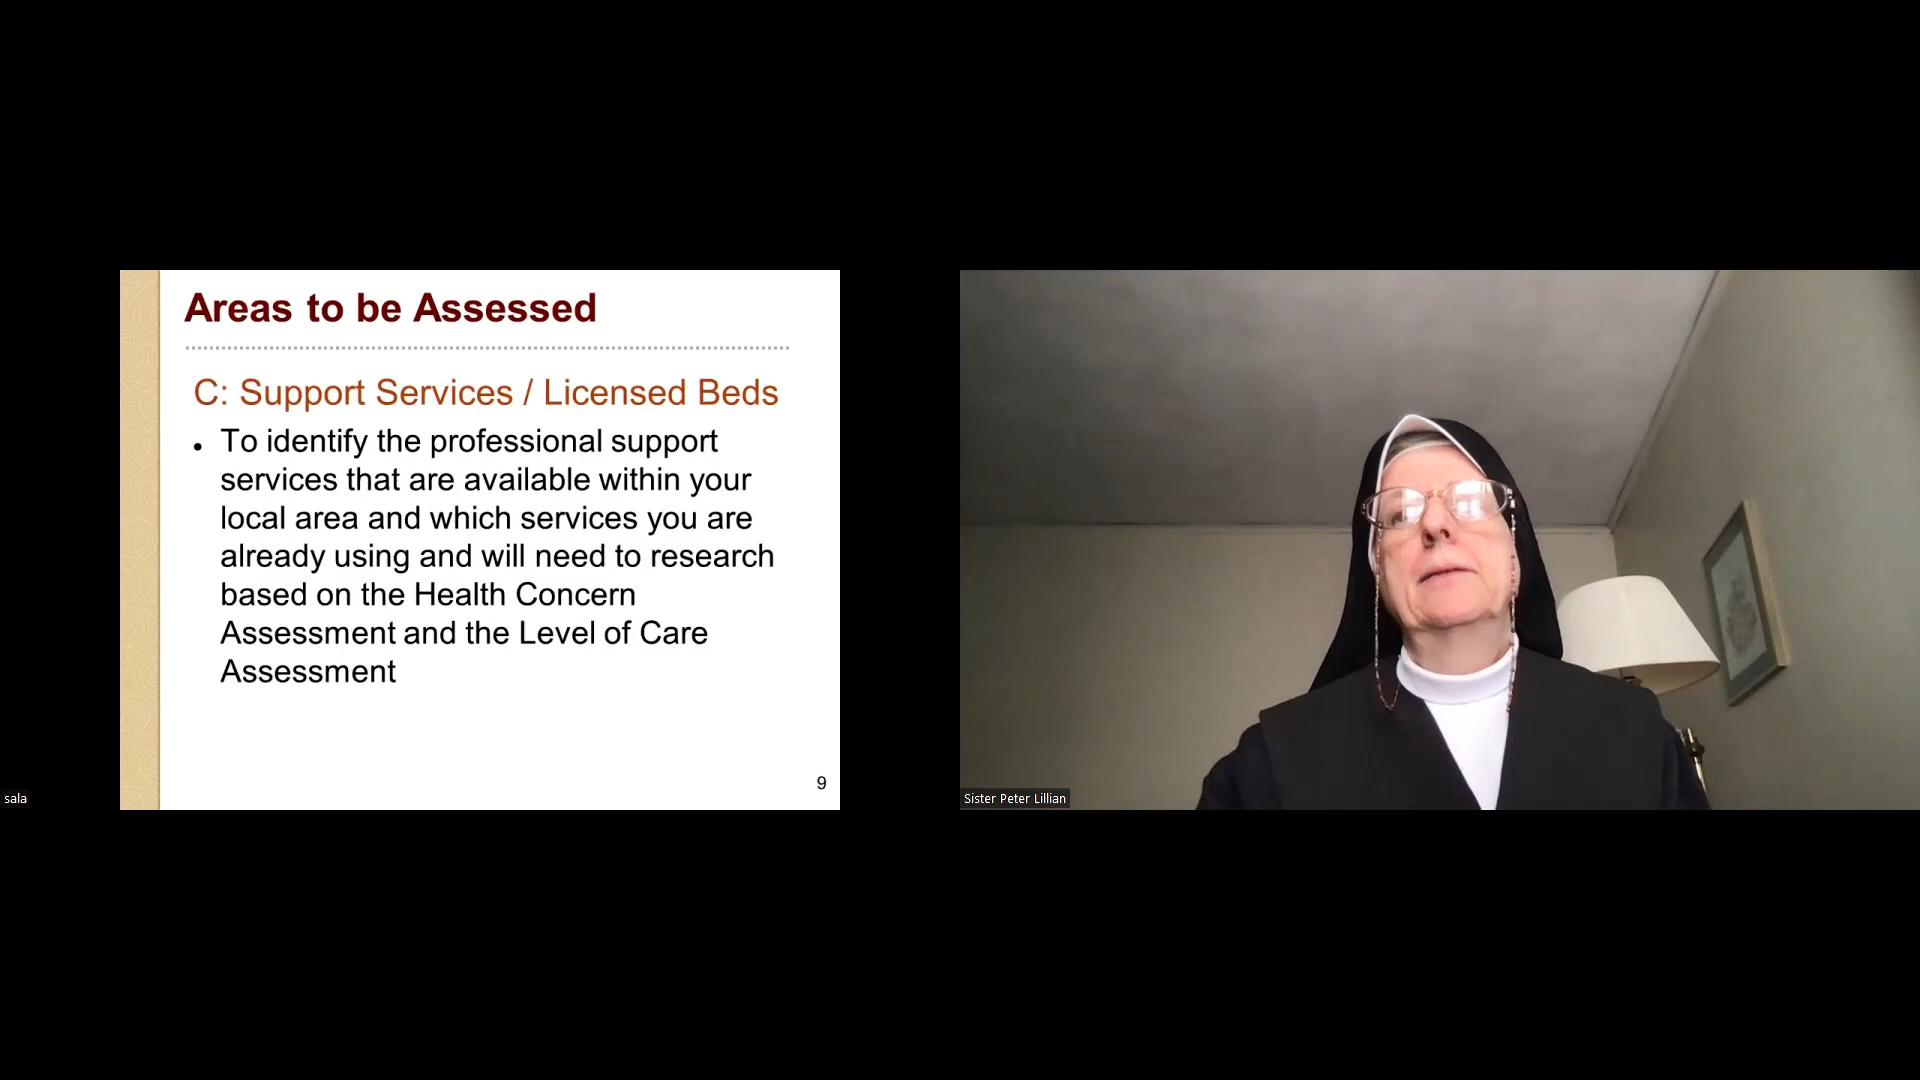 Areas to be Assessed
C: Support Services / Licensed Beds
• To identify the professional support
services that are available within your
local area and which services you are
already using and will need to research
based on the Health Concern
Assessment and the Level of Care
Assessment
9
sala
Sister Peter Lillian